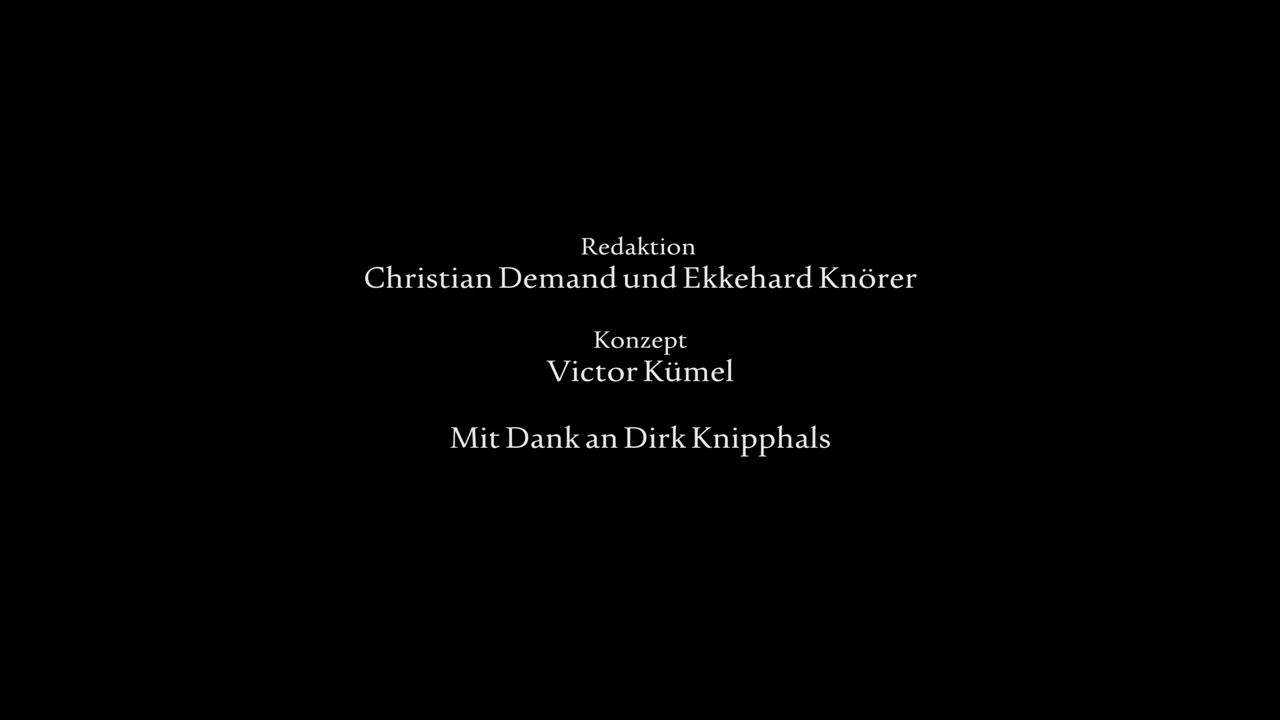 Redaktion
Christian Demand und Ekkehard Knörer
Konzept
Victor Kümel
Mit Dank an Dirk Knipphals